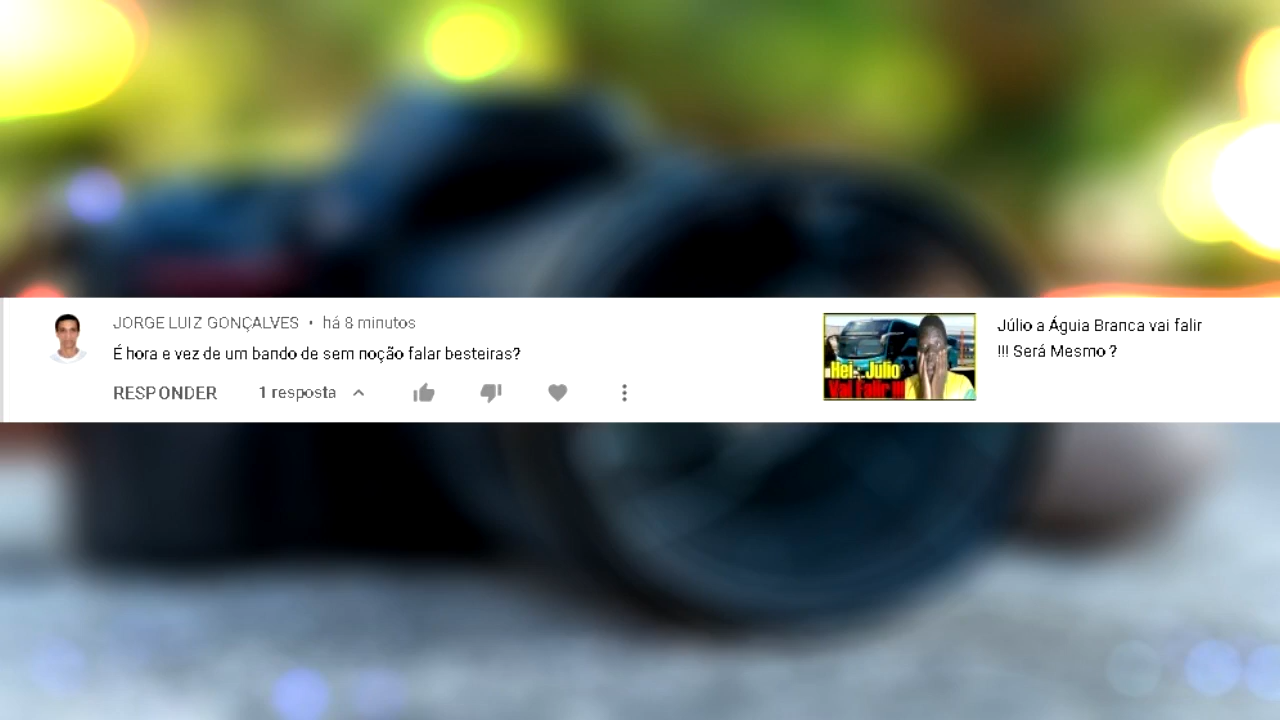 JORGE LUIZ GONÇALVES • há 8 minutos
É hora e vez de um bando de sem noção falar besteiras?
RESPONDER 1 resposta
Júlio a Águia Branca vai falir
!!! Será Mesmo ?
Hei.. Júlio
Vai Falir !!!